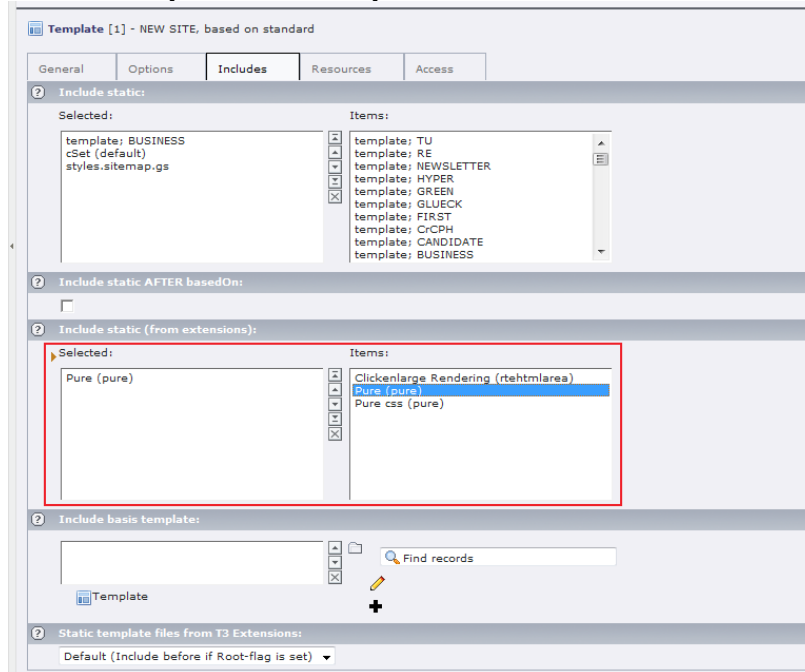 Template [1] - NEW SITE, based on standard
General Options Includes Resources Access
Include static:
Selected: Items:
template; BUSINESS
cSet (default)
styles.sitemap.gs
template; TU
template; RE
template; NEWSLETTER
template; HYPER
template; GREEN
template; GLUECK
template; FIRST
template; CrCPH
template; CANDIDATE
template; BUSINESS
Include static AFTER basedOn:
Include static (from extensions):
Selected: Items:
Pure (pure)
Clickenlarge Rendering (rtehtmlarea)
Pure (pure)
Pure css (pure)
Include basis template:
Find records
Template
Static template files from T3 Extensions:
Default (Include before if Root-flag is set)